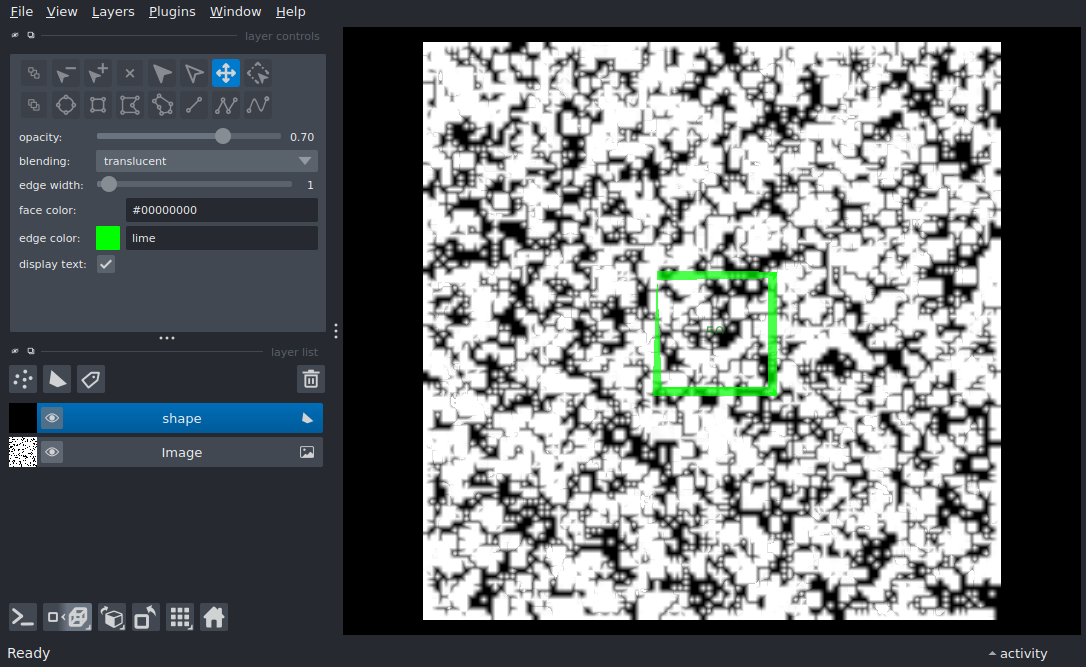 File View Layers Plugins Window Help
layer controls
opacity: 0.70
blending: translucent
edge width: 1
face color: #00000000
edge color: lime
display text:
layer list
shape
Image
Ready
activity